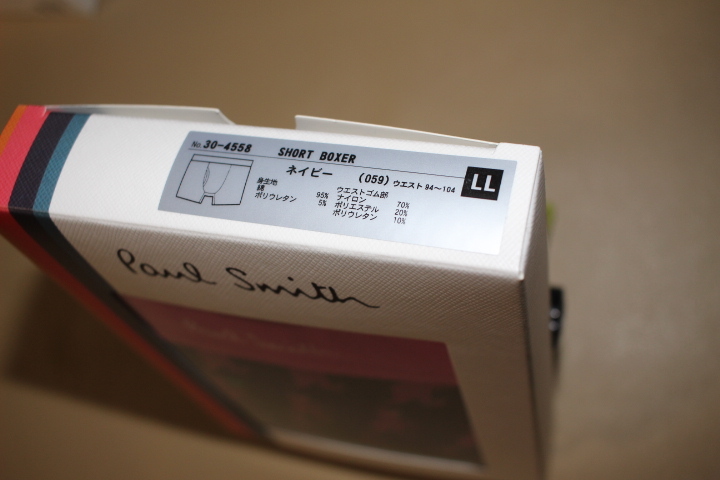 No. 30-4558 SHORT BOXER
ネイビー (059) ウエスト 94〜104 LL
身生地
綿 95%
ポリウレタン 5%
ウエストゴム部
ナイロン 70%
ポリエステル 20%
ポリウレタン 10%
Paul Smith
Paul Smith